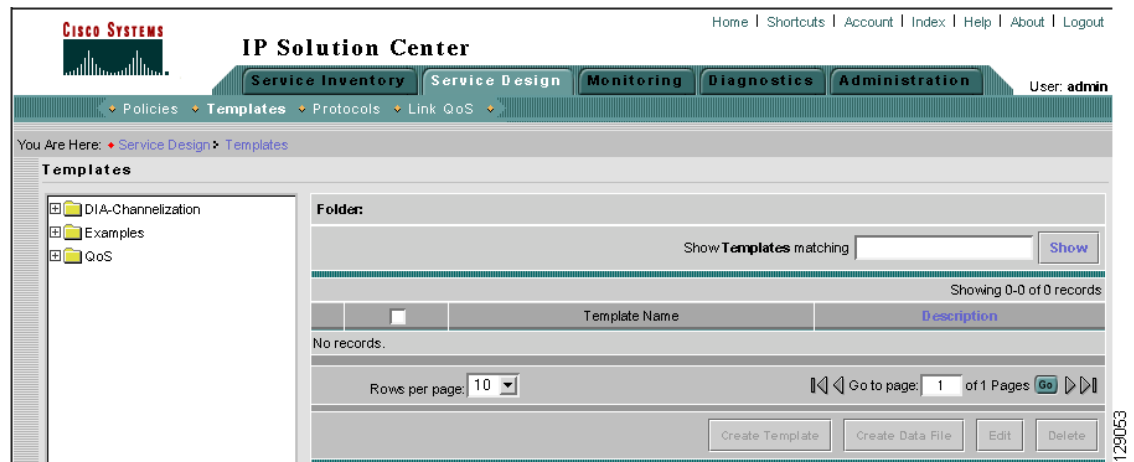 CISCO SYSTEMS
Home | Shortcuts | Account | Index | Help | About | Logout
IP Solution Center
Service Inventory Service Design Monitoring Diagnostics Administration
User: admin
Policies Templates Protocols Link QoS
You Are Here: Service Design Templates
Templates
DIA-Channelization
Examples
QoS
Folder:
Show Templates matching Show
Showing 0-0 of 0 records
Template Name Description
No records.
Rows per page: 10 Go to page: 1 of 1 Pages Go
Create Template Create Data File Edit Delete
129053